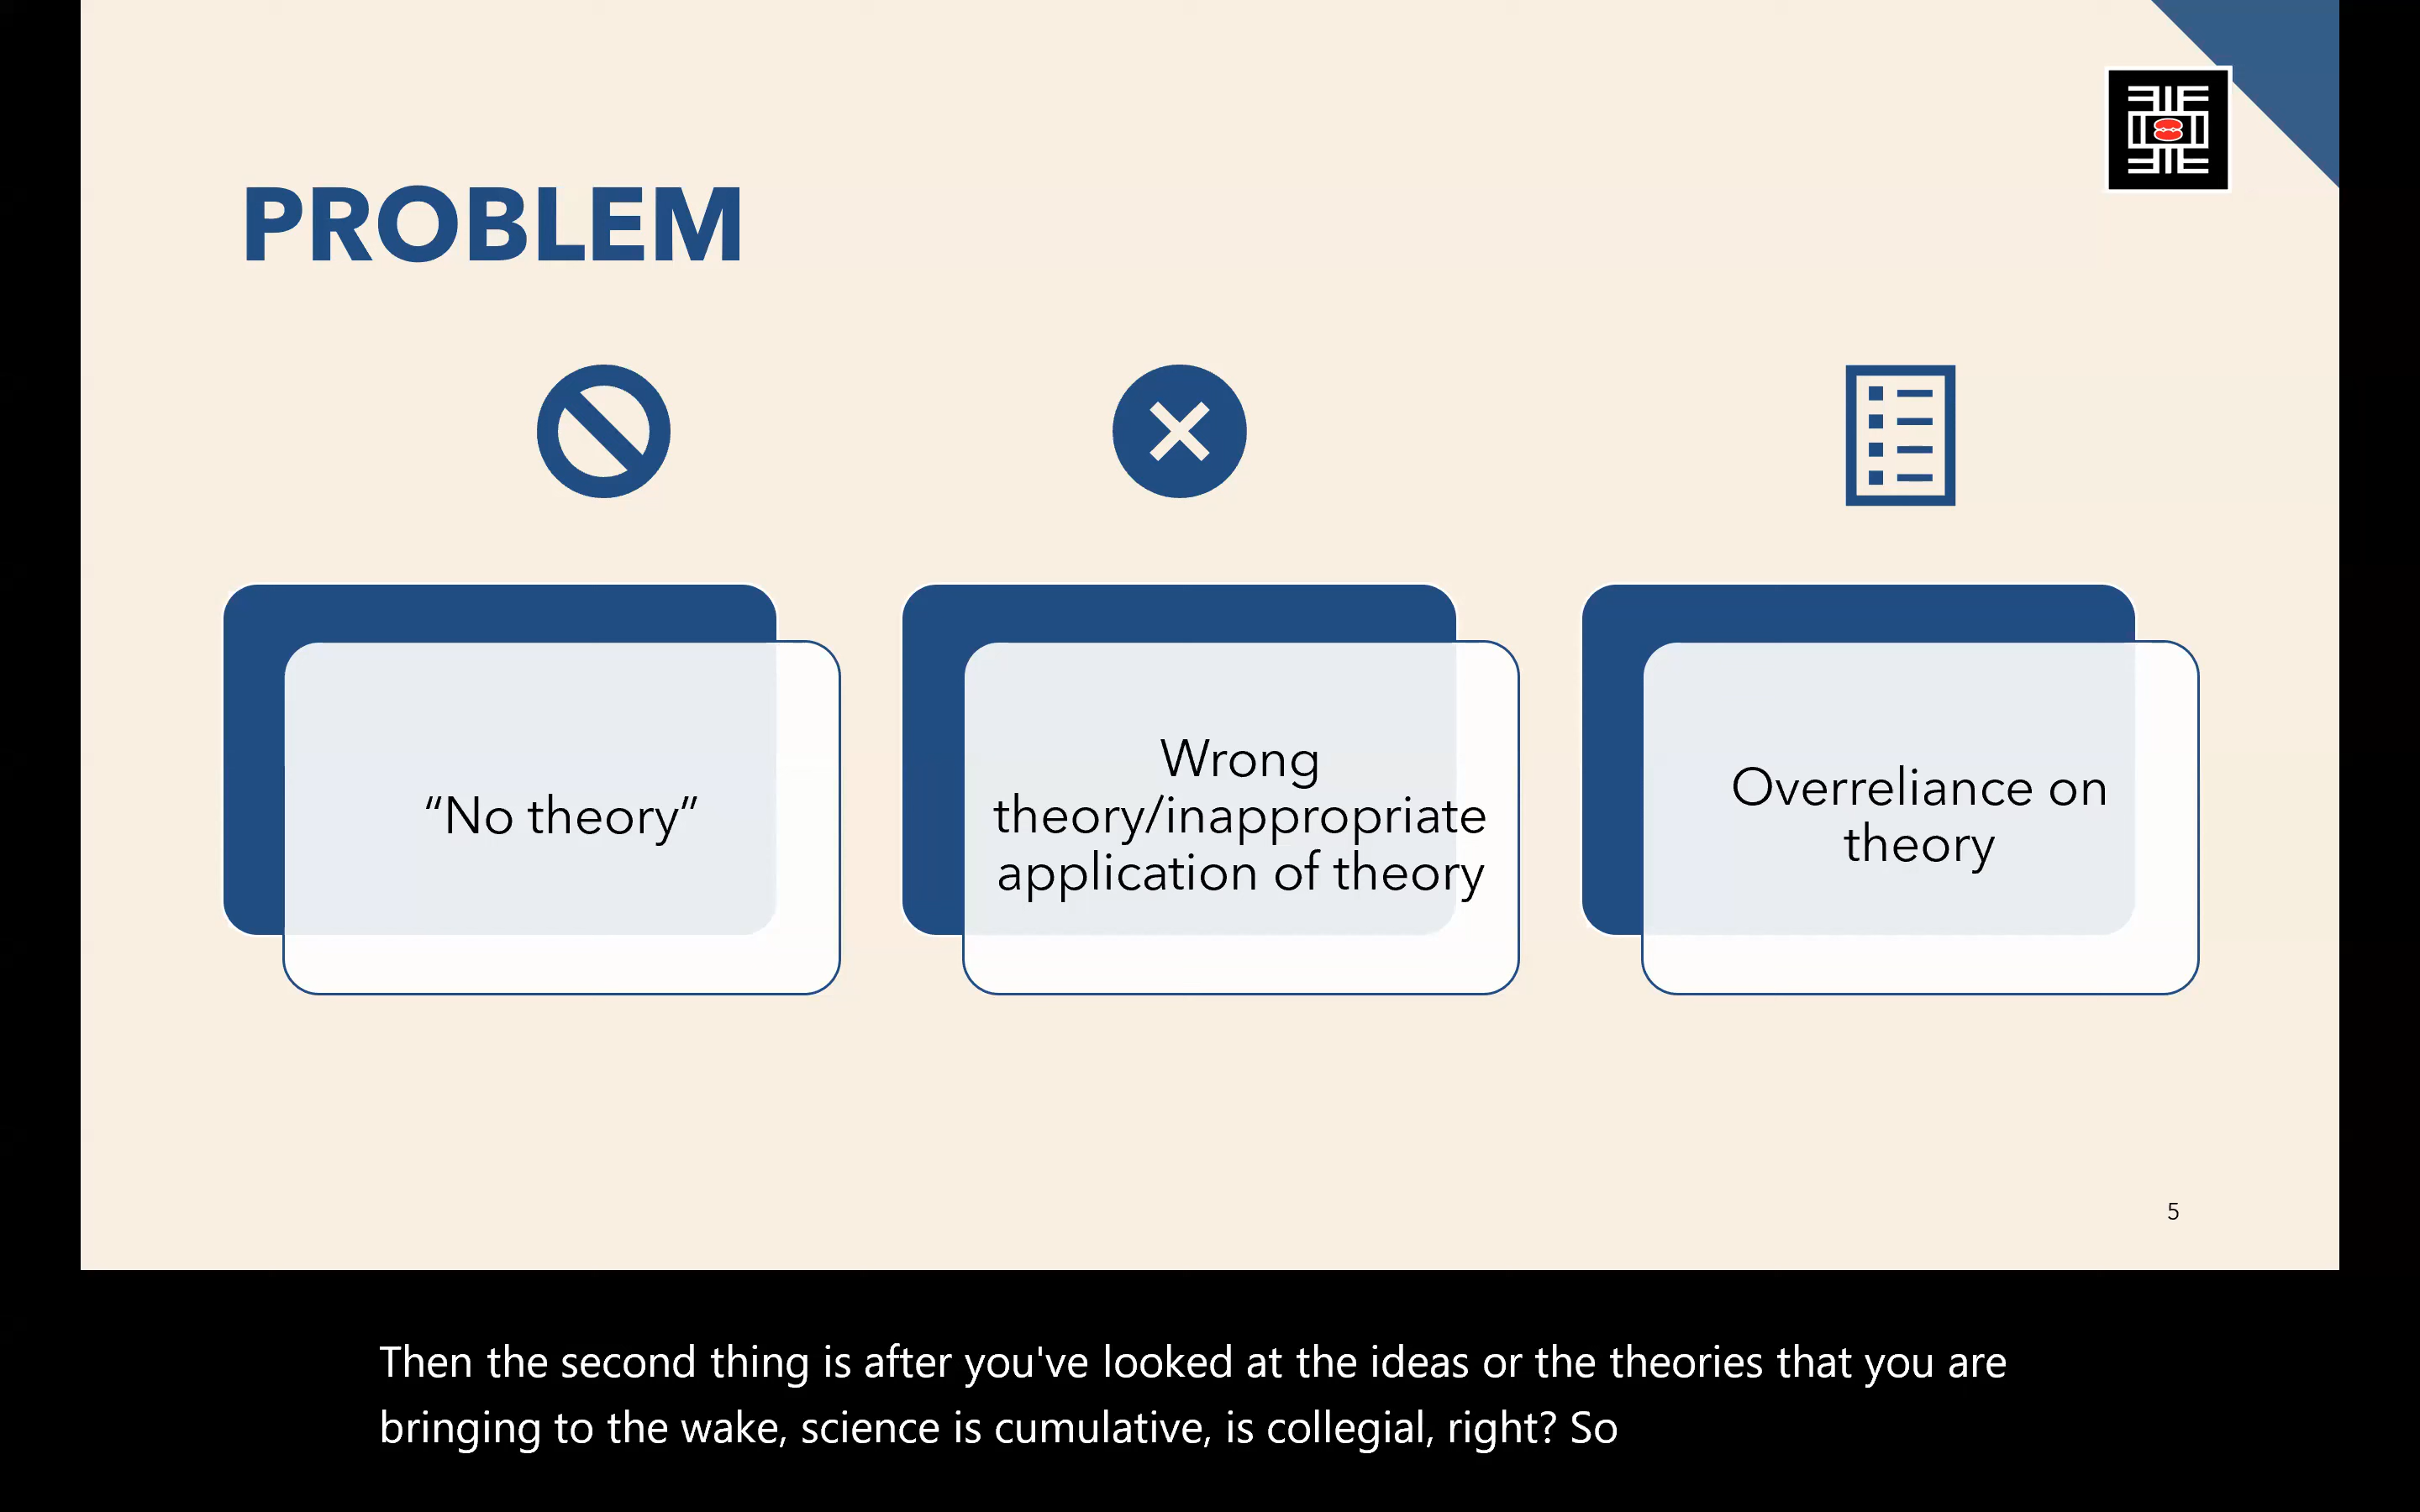 PROBLEM
“No theory”
Wrong
theory/inappropriate
application of theory
Overreliance on
theory
5
Then the second thing is after you've looked at the ideas or the theories that you are
bringing to the wake, science is cumulative, is collegial, right? So